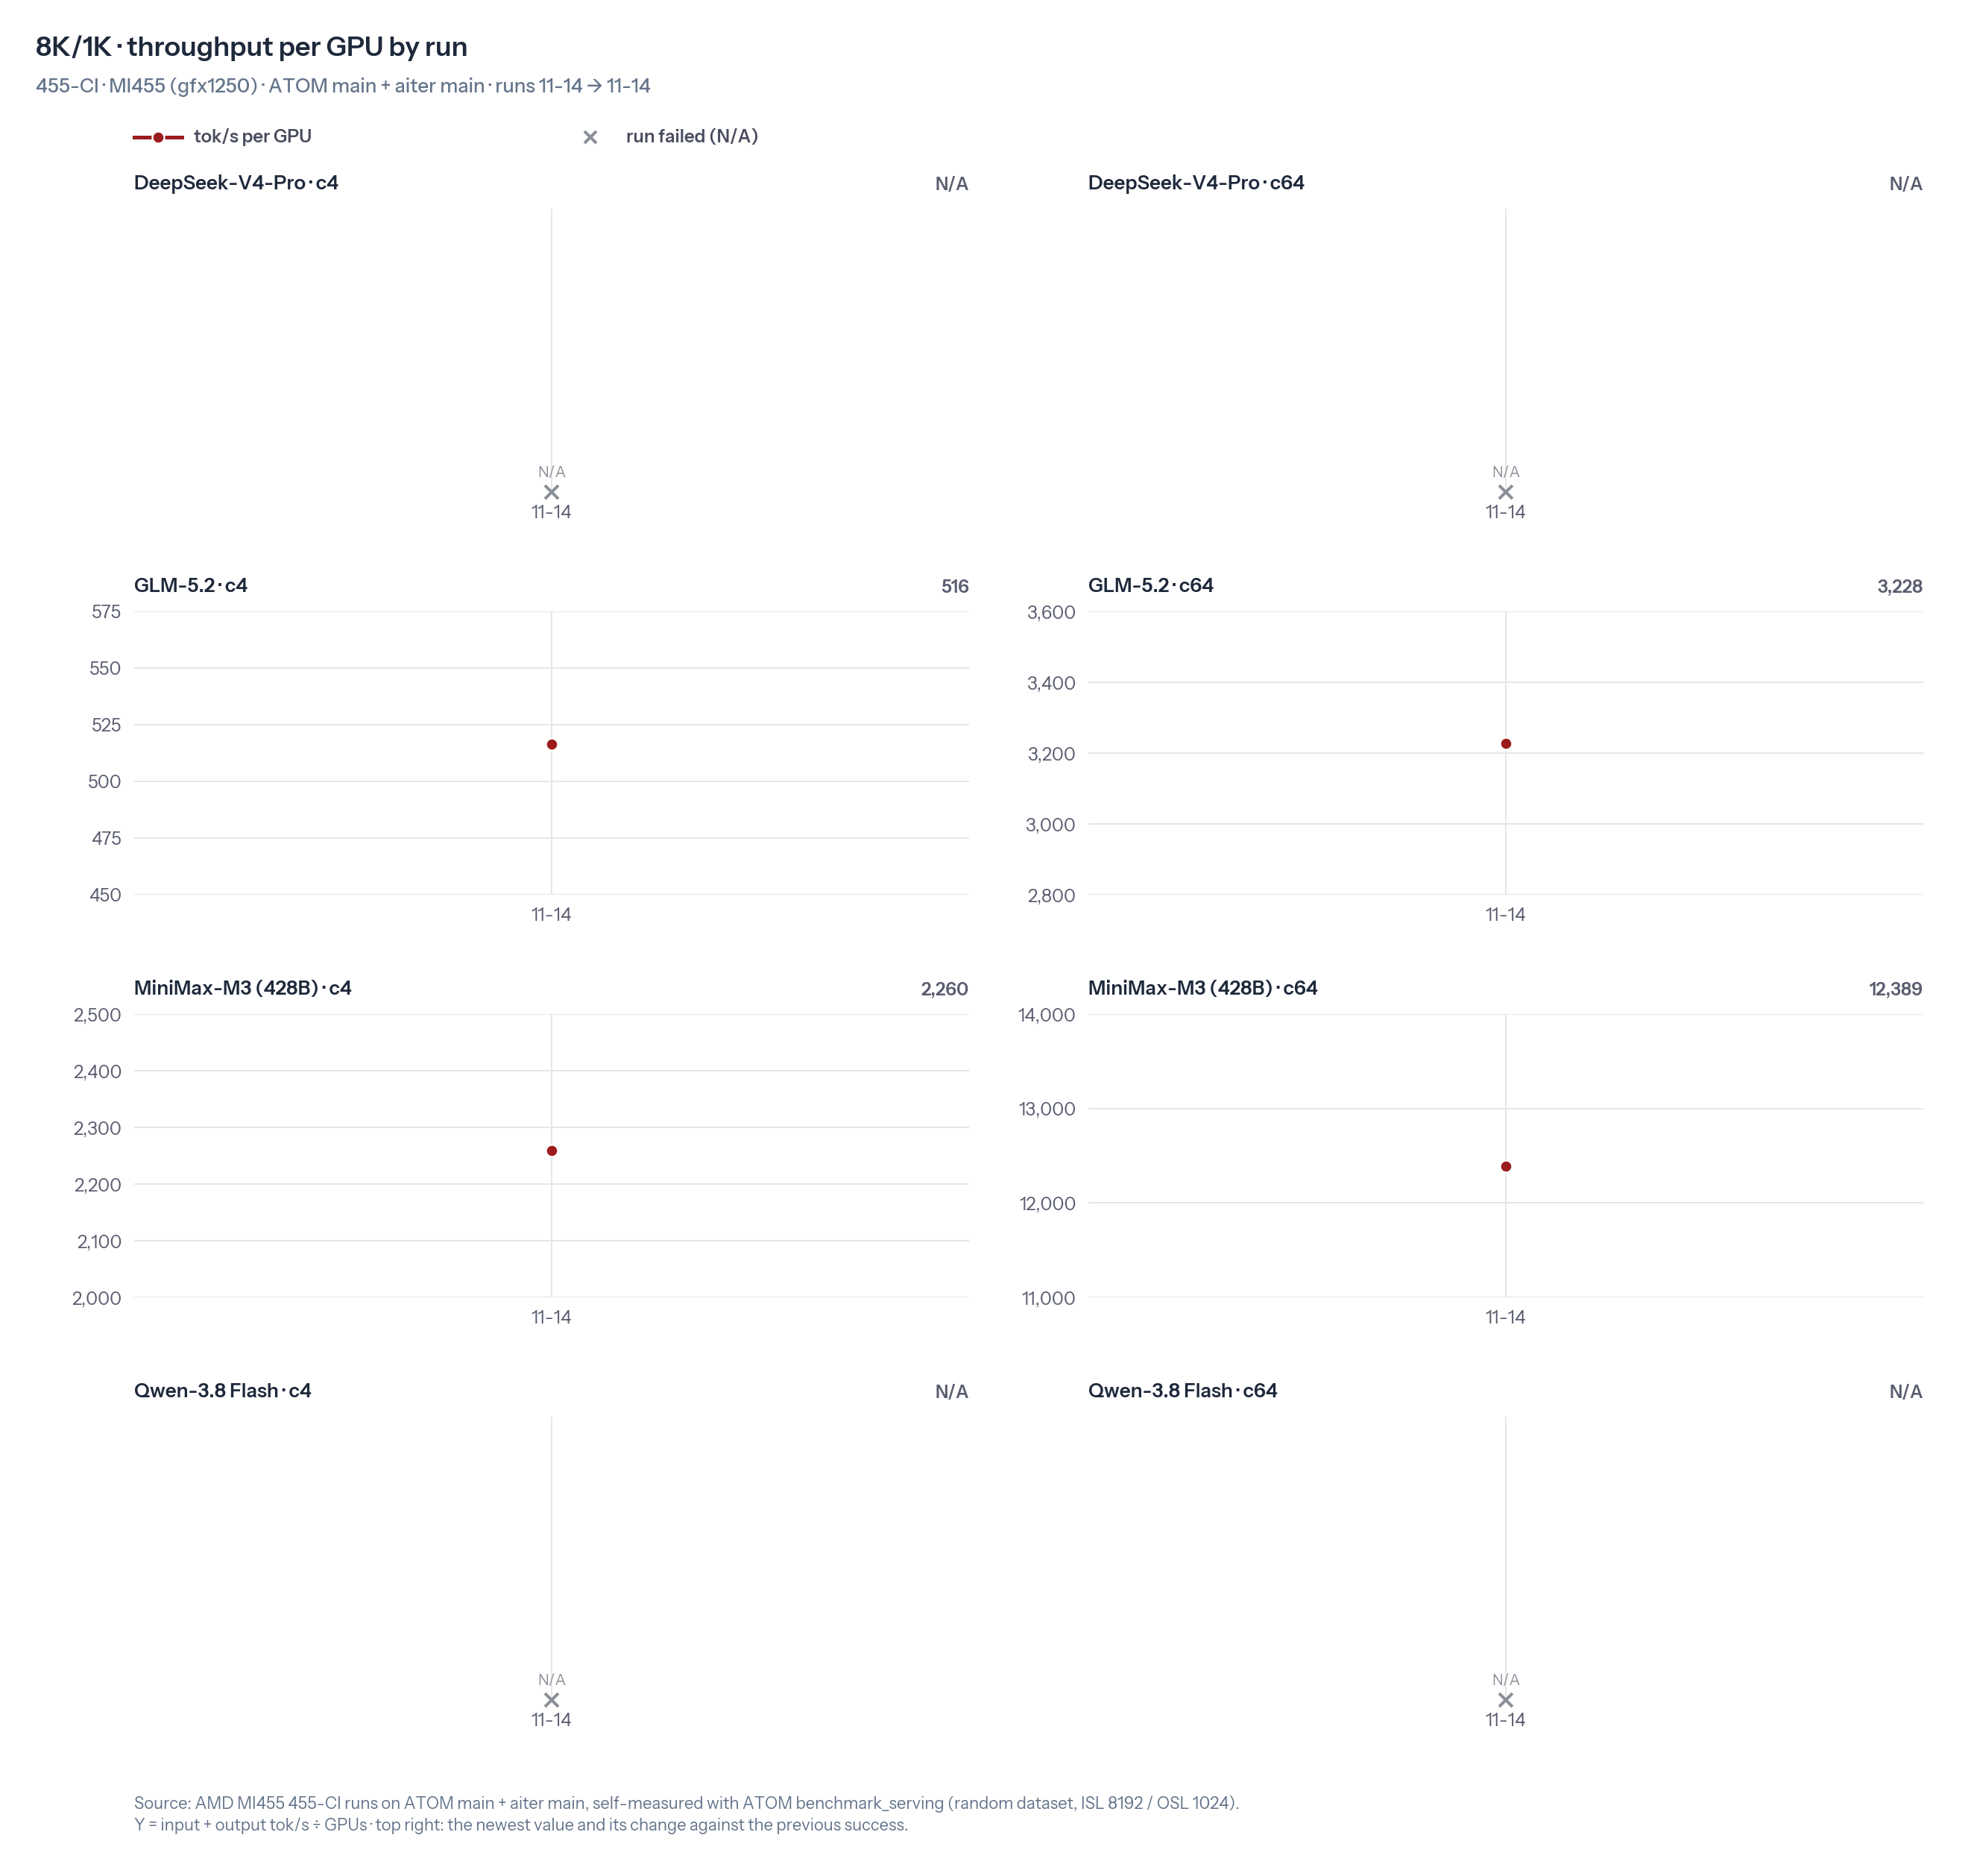 8K/1K · throughput per GPU by run
455-CI · MI455 (gfx1250) · ATOM main + aiter main · runs 11-14 → 11-14
tok/s per GPU
run failed (N/A)
DeepSeek-V4-Pro · c4
N/A
N/A
11-14
DeepSeek-V4-Pro · c64
N/A
N/A
11-14
GLM-5.2 · c4
516
575
550
525
500
475
450
11-14
GLM-5.2 · c64
3,228
3,600
3,400
3,200
3,000
2,800
11-14
MiniMax-M3 (428B) · c4
2,260
2,500
2,400
2,300
2,200
2,100
2,000
11-14
MiniMax-M3 (428B) · c64
12,389
14,000
13,000
12,000
11,000
11-14
Qwen-3.8 Flash · c4
N/A
N/A
11-14
Qwen-3.8 Flash · c64
N/A
N/A
11-14
Source: AMD MI455 455-CI runs on ATOM main + aiter main, self-measured with ATOM benchmark_serving (random dataset, ISL 8192 / OSL 1024).
Y = input + output tok/s ÷ GPUs · top right: the newest value and its change against the previous success.